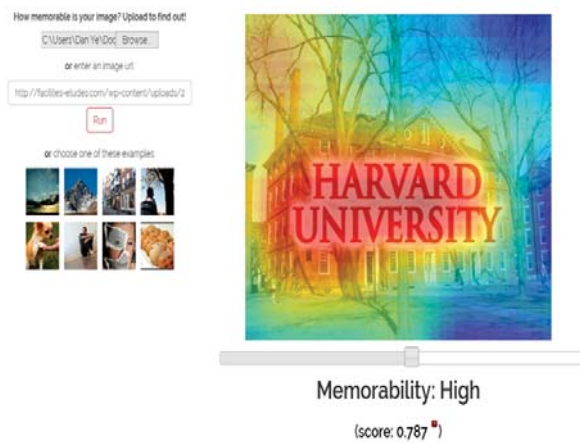 How memorable is your image? Upload to find out!
C:\Users\Dan Ye\Doc Browse...
or enter an image url:
http://facilites-etudes.com/wp-content/uploads/2
Run
or choose one of these examples
HARVARD
UNIVERSITY
Memorability: High
(score: 0.787 )